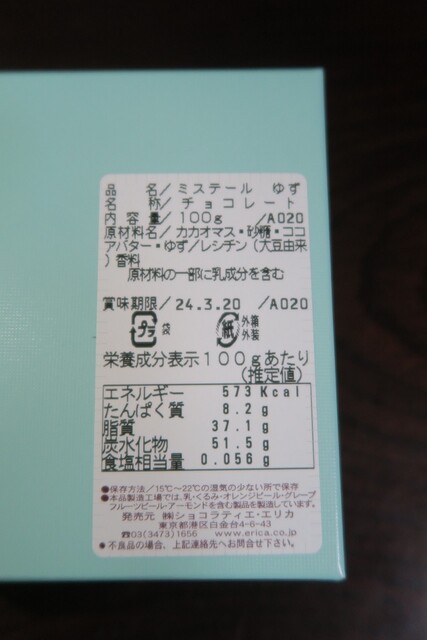 品　名／ミステール　ゆず
名　称／チョコレート
内 容 量／100g　／A020
原材料名／カカオマス・砂糖・ココ
アバター・ゆず／レシチン（大豆由来
）香料
原材料の一部に乳成分を含む
賞味期限／24.3.20　／A020
プラ 袋 紙 外箱 外装
栄養成分表示100gあたり
（推定値）
エネルギー　573 Kcal
たんぱく質　8.2 g
脂質　37.1 g
炭水化物　51.5 g
食塩相当量　0.056 g
●保存方法／15℃〜22℃の湿気の少ない所で保存
●本品製造工場では、乳・くるみ・オレンジピール・グレープ
フルーツピール・アーモンドを含む製品を製造しています。
発売元　㈱ショコラティエ・エリカ
東京都港区白金台4-6-43
☎03(3473)1656　www.erica.co.jp
●不良品の場合、上記連絡先へお問合せ下さい。